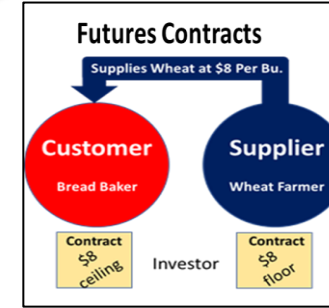 Futures Contracts
Supplies Wheat at $8 Per Bu.
Customer
Bread Baker
Supplier
Wheat Farmer
Contract
$8
ceiling
Investor
Contract
$8
floor